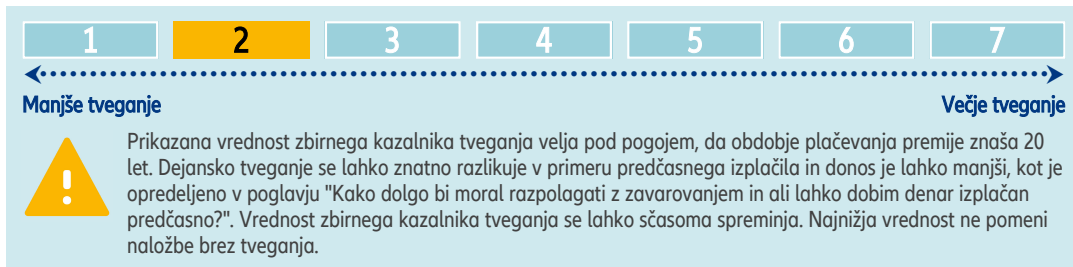 1 2 3 4 5 6 7
Manjše tveganje Večje tveganje
Prikazana vrednost zbirnega kazalnika tveganja velja pod pogojem, da obdobje plačevanja premije znaša 20
let. Dejansko tveganje se lahko znatno razlikuje v primeru predčasnega izplačila in donos je lahko manjši, kot je
opredeljeno v poglavju "Kako dolgo bi moral razpolagati z zavarovanjem in ali lahko dobim denar izplačan
predčasno?". Vrednost zbirnega kazalnika tveganja se lahko sčasoma spreminja. Najnižja vrednost ne pomeni
naložbe brez tveganja.